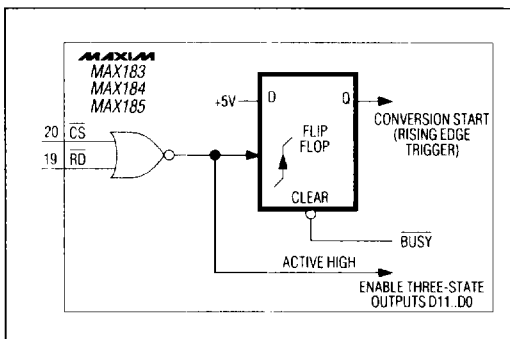 MAXIM
MAX183
MAX184
MAX185
+5V
D
Q
CONVERSION START
(RISING EDGE
TRIGGER)
20 CS
FLIP
FLOP
19 RD
CLEAR
BUSY
ACTIVE HIGH
ENABLE THREE-STATE
OUTPUTS D11..D0